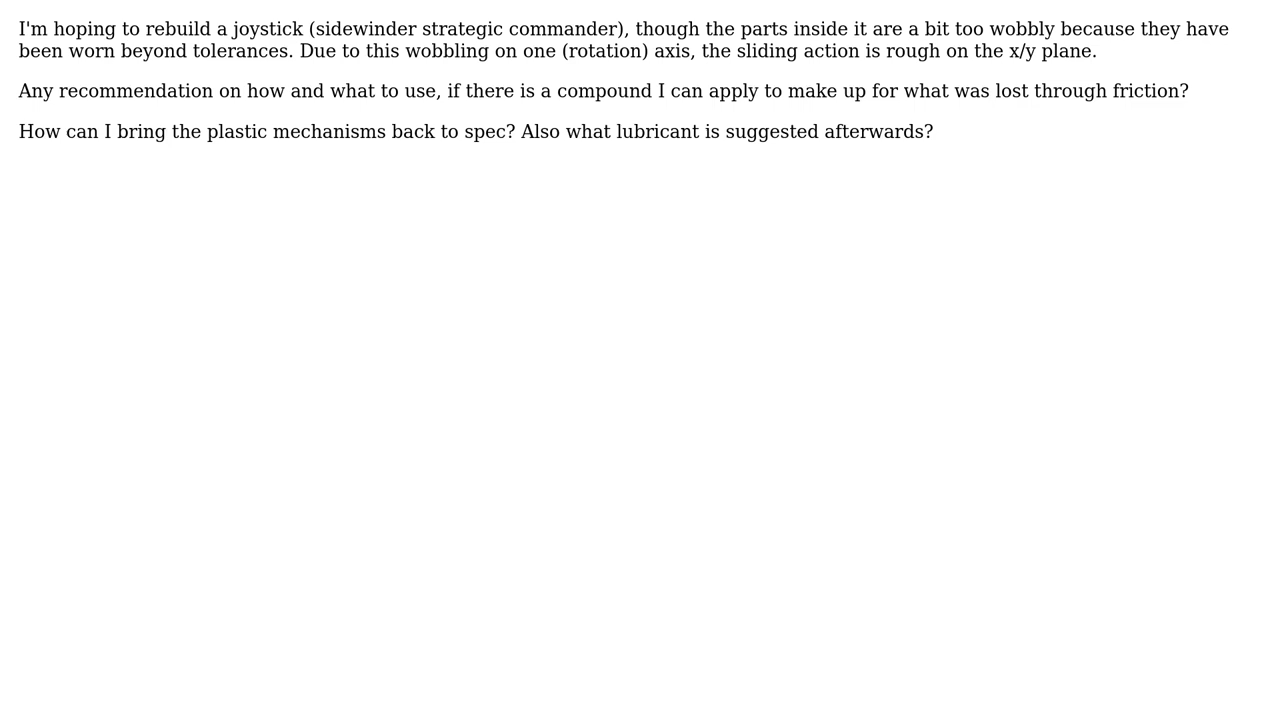 I'm hoping to rebuild a joystick (sidewinder strategic commander), though the parts inside it are a bit too wobbly because they have
been worn beyond tolerances. Due to this wobbling on one (rotation) axis, the sliding action is rough on the x/y plane.
Any recommendation on how and what to use, if there is a compound I can apply to make up for what was lost through friction?
How can I bring the plastic mechanisms back to spec? Also what lubricant is suggested afterwards?